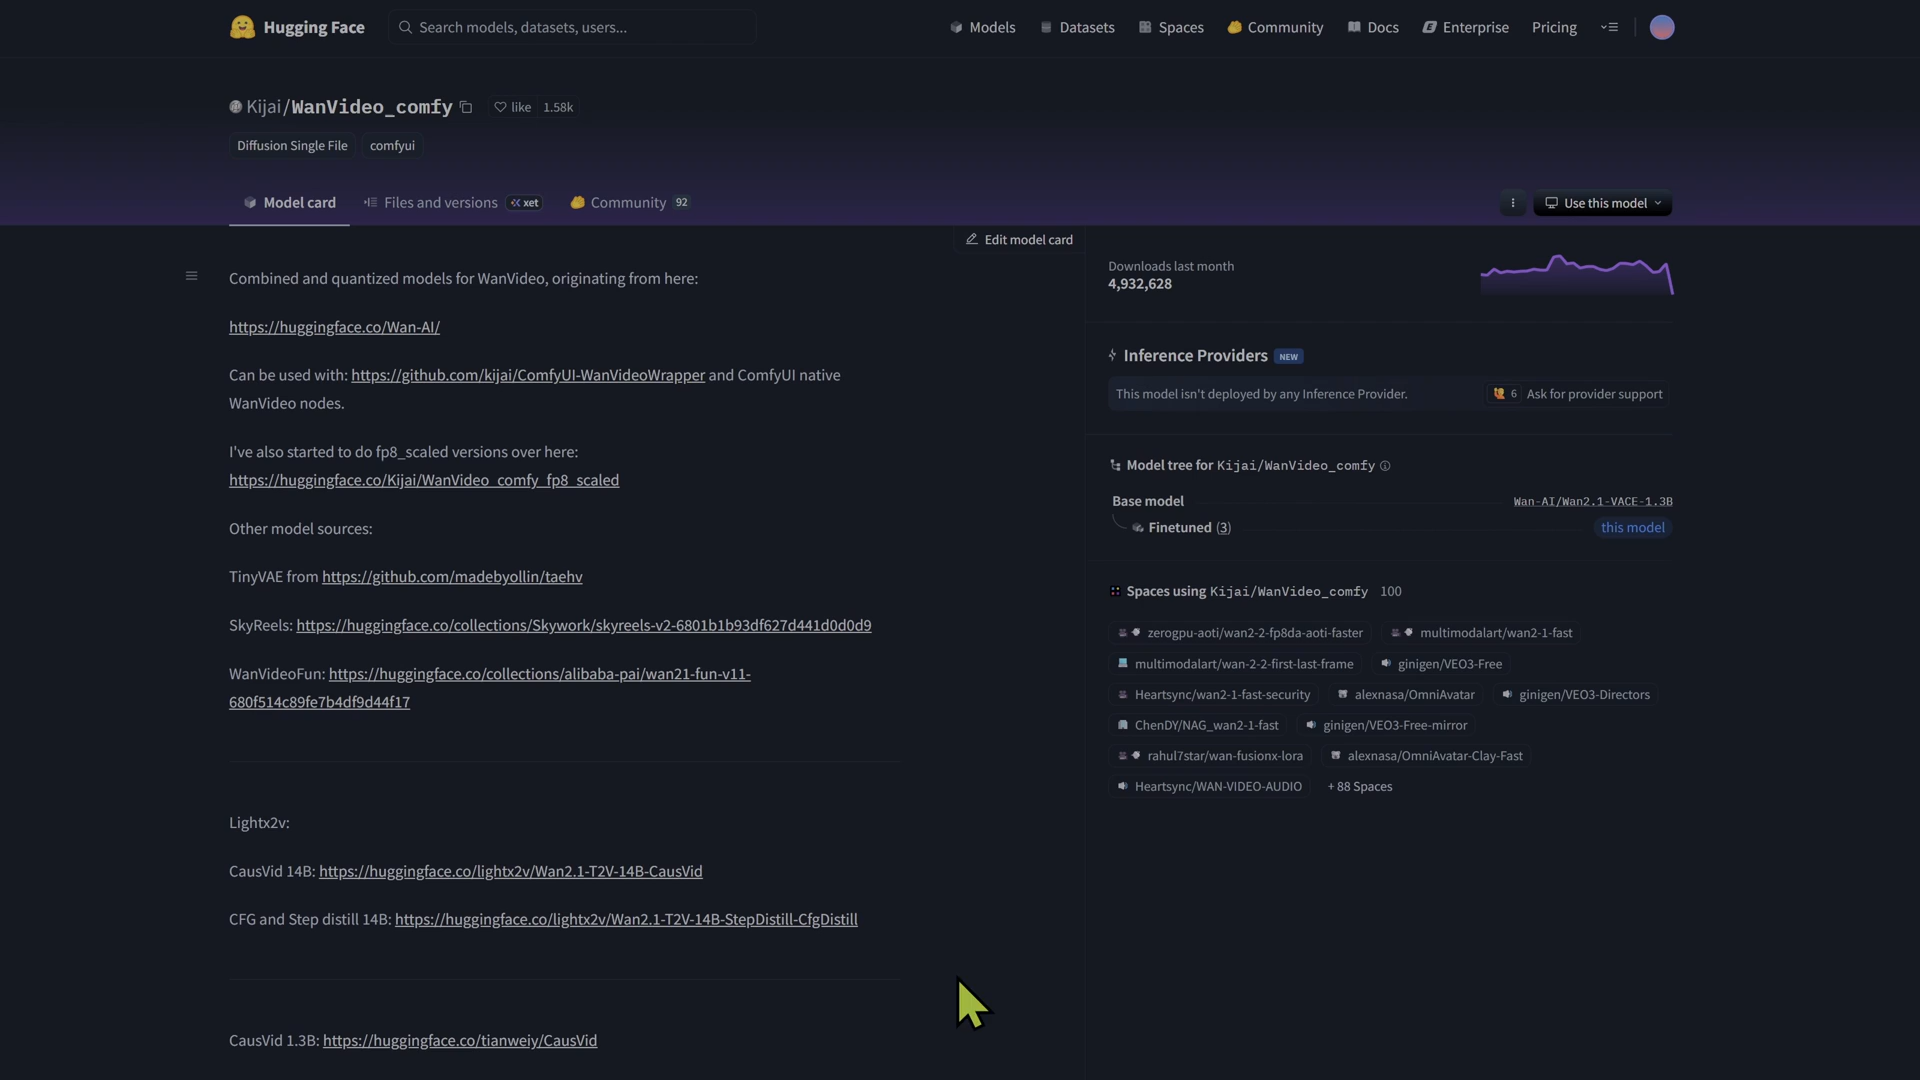 Hugging Face
Search models, datasets, users...
Models
Datasets
Spaces
Community
Docs
Enterprise
Pricing
Kijai/WanVideo_comfy
like 1.58k
Diffusion Single File
comfyui
Model card
Files and versions xet
Community 92
Use this model
Edit model card
Combined and quantized models for WanVideo, originating from here:
https://huggingface.co/Wan-AI/
Can be used with: https://github.com/kijai/ComfyUI-WanVideoWrapper and ComfyUI native
WanVideo nodes.
I've also started to do fp8_scaled versions over here:
https://huggingface.co/Kijai/WanVideo_comfy_fp8_scaled
Other model sources:
TinyVAE from https://github.com/madebyollin/taehv
SkyReels: https://huggingface.co/collections/Skywork/skyreels-v2-6801b1b93df627d441d0d0d9
WanVideoFun: https://huggingface.co/collections/alibaba-pai/wan21-fun-v11-
680f514c89fe7b4df9d44f17
Lightx2v:
CausVid 14B: https://huggingface.co/lightx2v/Wan2.1-T2V-14B-CausVid
CFG and Step distill 14B: https://huggingface.co/lightx2v/Wan2.1-T2V-14B-StepDistill-CfgDistill
CausVid 1.3B: https://huggingface.co/tianweiy/CausVid
Downloads last month
4,932,628
Inference Providers NEW
This model isn't deployed by any Inference Provider.
6 Ask for provider support
Model tree for Kijai/WanVideo_comfy
Base model
Wan-AI/Wan2.1-VACE-1.3B
Finetuned (3)
this model
Spaces using Kijai/WanVideo_comfy 100
zerogpu-aoti/wan2-2-fp8da-aoti-faster
multimodalart/wan2-1-fast
multimodalart/wan-2-2-first-last-frame
ginigen/VEO3-Free
Heartsync/wan2-1-fast-security
alexnasa/OmniAvatar
ginigen/VEO3-Directors
ChenDY/NAG_wan2-1-fast
ginigen/VEO3-Free-mirror
rahul7star/wan-fusionx-lora
alexnasa/OmniAvatar-Clay-Fast
Heartsync/WAN-VIDEO-AUDIO
+ 88 Spaces